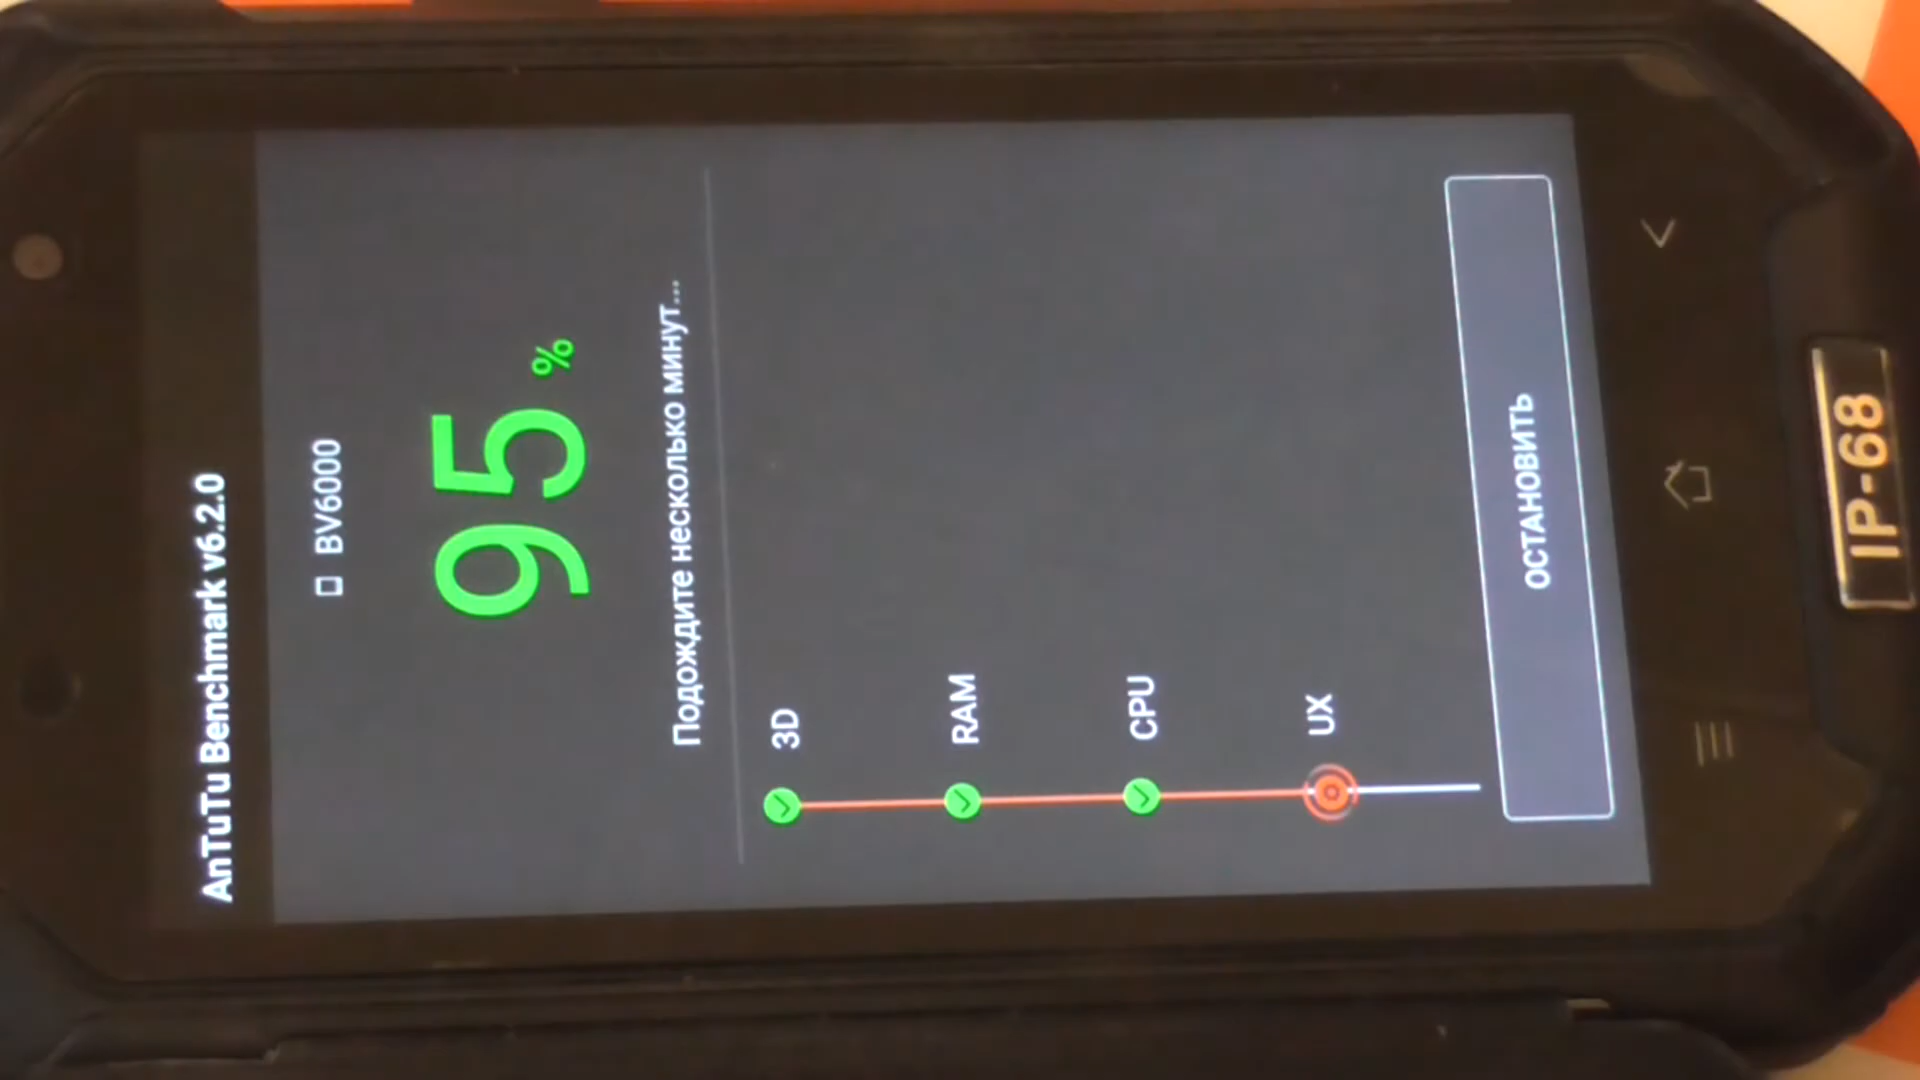 AnTuTu Benchmark v6.2.0
BV6000
95 %
Подождите несколько минут...
3D
RAM
CPU
UX
ОСТАНОВИТЬ
IP-68